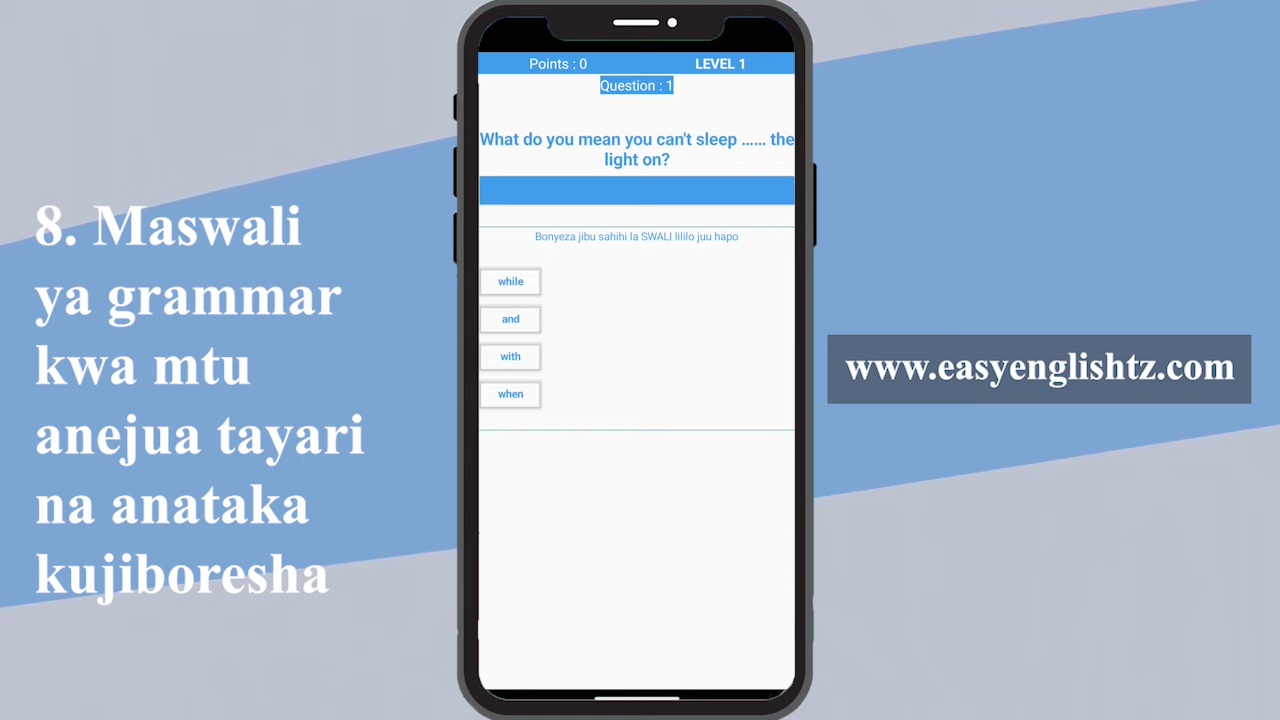 8. Maswali
ya grammar
kwa mtu
anejua tayari
na anataka
kujiboresha
Points : 0
LEVEL 1
Question : 1
What do you mean you can't sleep ...... the
light on?
Bonyeza jibu sahihi la SWALI lililo juu hapo
while
and
with
when
www.easyenglishtz.com